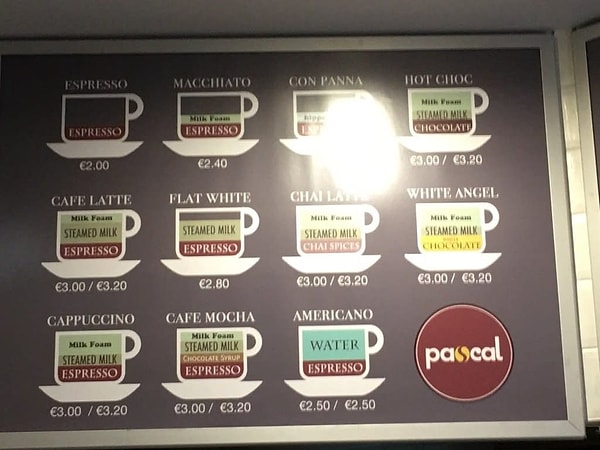 ESPRESSO
ESPRESSO
€2.00
MACCHIATO
Milk Foam
ESPRESSO
€2.40
CON PANNA
HOT CHOC
Milk Foam
STEAMED MILK
CHOCOLATE
€3.00 / €3.20
CAFE LATTE
Milk Foam
STEAMED MILK
ESPRESSO
€3.00 / €3.20
FLAT WHITE
STEAMED MILK
ESPRESSO
€2.80
CHAI LATTE
Milk Foam
STEAMED MILK
CHAI SPICES
€3.00 / €3.20
WHITE ANGEL
Milk Foam
STEAMED MILK
WHITE
CHOCOLATE
€3.00 / €3.20
CAPPUCCINO
Milk Foam
STEAMED MILK
ESPRESSO
€3.00 / €3.20
CAFE MOCHA
Milk Foam
STEAMED MILK
CHOCOLATE SYRUP
ESPRESSO
€3.00 / €3.20
AMERICANO
WATER
ESPRESSO
€2.50 / €2.50
pascal